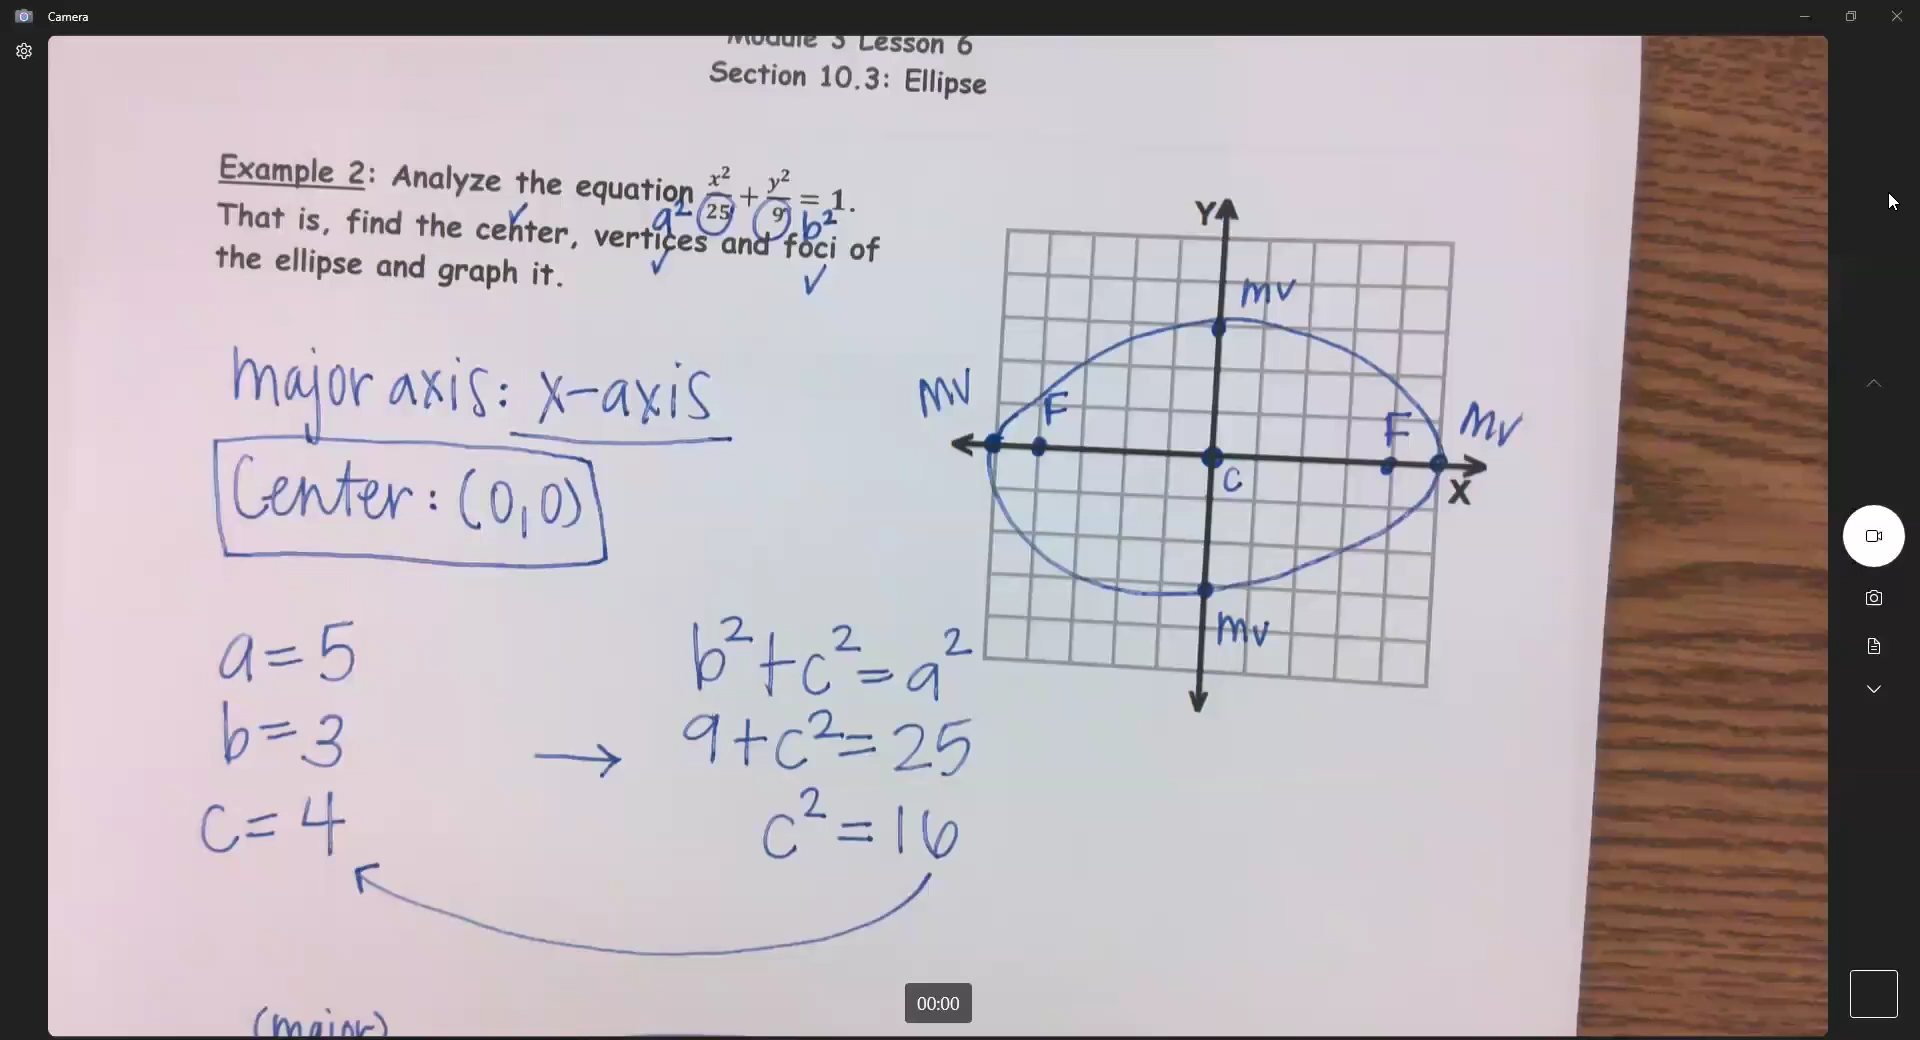 Camera
Module 3 Lesson 6
Section 10.3: Ellipse
Example 2: Analyze the equation x²/25 + y²/9 = 1.
a² b²
That is, find the center, vertices and foci of
the ellipse and graph it.
major axis: x-axis
Center: (0,0)
a=5
b=3
c=4
b²+c²=a²
9+c²=25
c²=16
(major)
Y
mv
MV
F
F
MV
C
X
mv
00:00